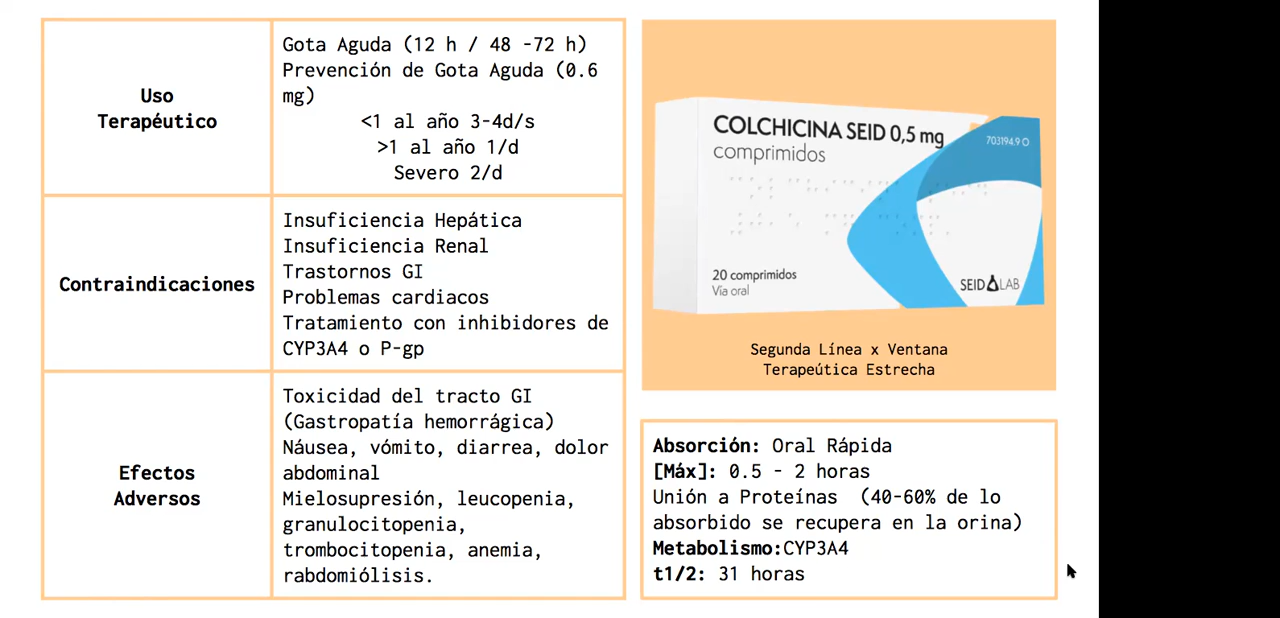 Uso
Terapéutico
Gota Aguda (12 h / 48 -72 h)
Prevención de Gota Aguda (0.6
mg)
<1 al año 3-4d/s
>1 al año 1/d
Severo 2/d
Contraindicaciones
Insuficiencia Hepática
Insuficiencia Renal
Trastornos GI
Problemas cardiacos
Tratamiento con inhibidores de
CYP3A4 o P-gp
Efectos
Adversos
Toxicidad del tracto GI
(Gastropatía hemorrágica)
Náusea, vómito, diarrea, dolor
abdominal
Mielosupresión, leucopenia,
granulocitopenia,
trombocitopenia, anemia,
rabdomiólisis.
COLCHICINA SEID 0,5 mg
comprimidos
703194.9 O
20 comprimidos
Vía oral
SEID LAB
Segunda Línea x Ventana
Terapeútica Estrecha
Absorción: Oral Rápida
[Máx]: 0.5 - 2 horas
Unión a Proteínas (40-60% de lo
absorbido se recupera en la orina)
Metabolismo:CYP3A4
t1/2: 31 horas